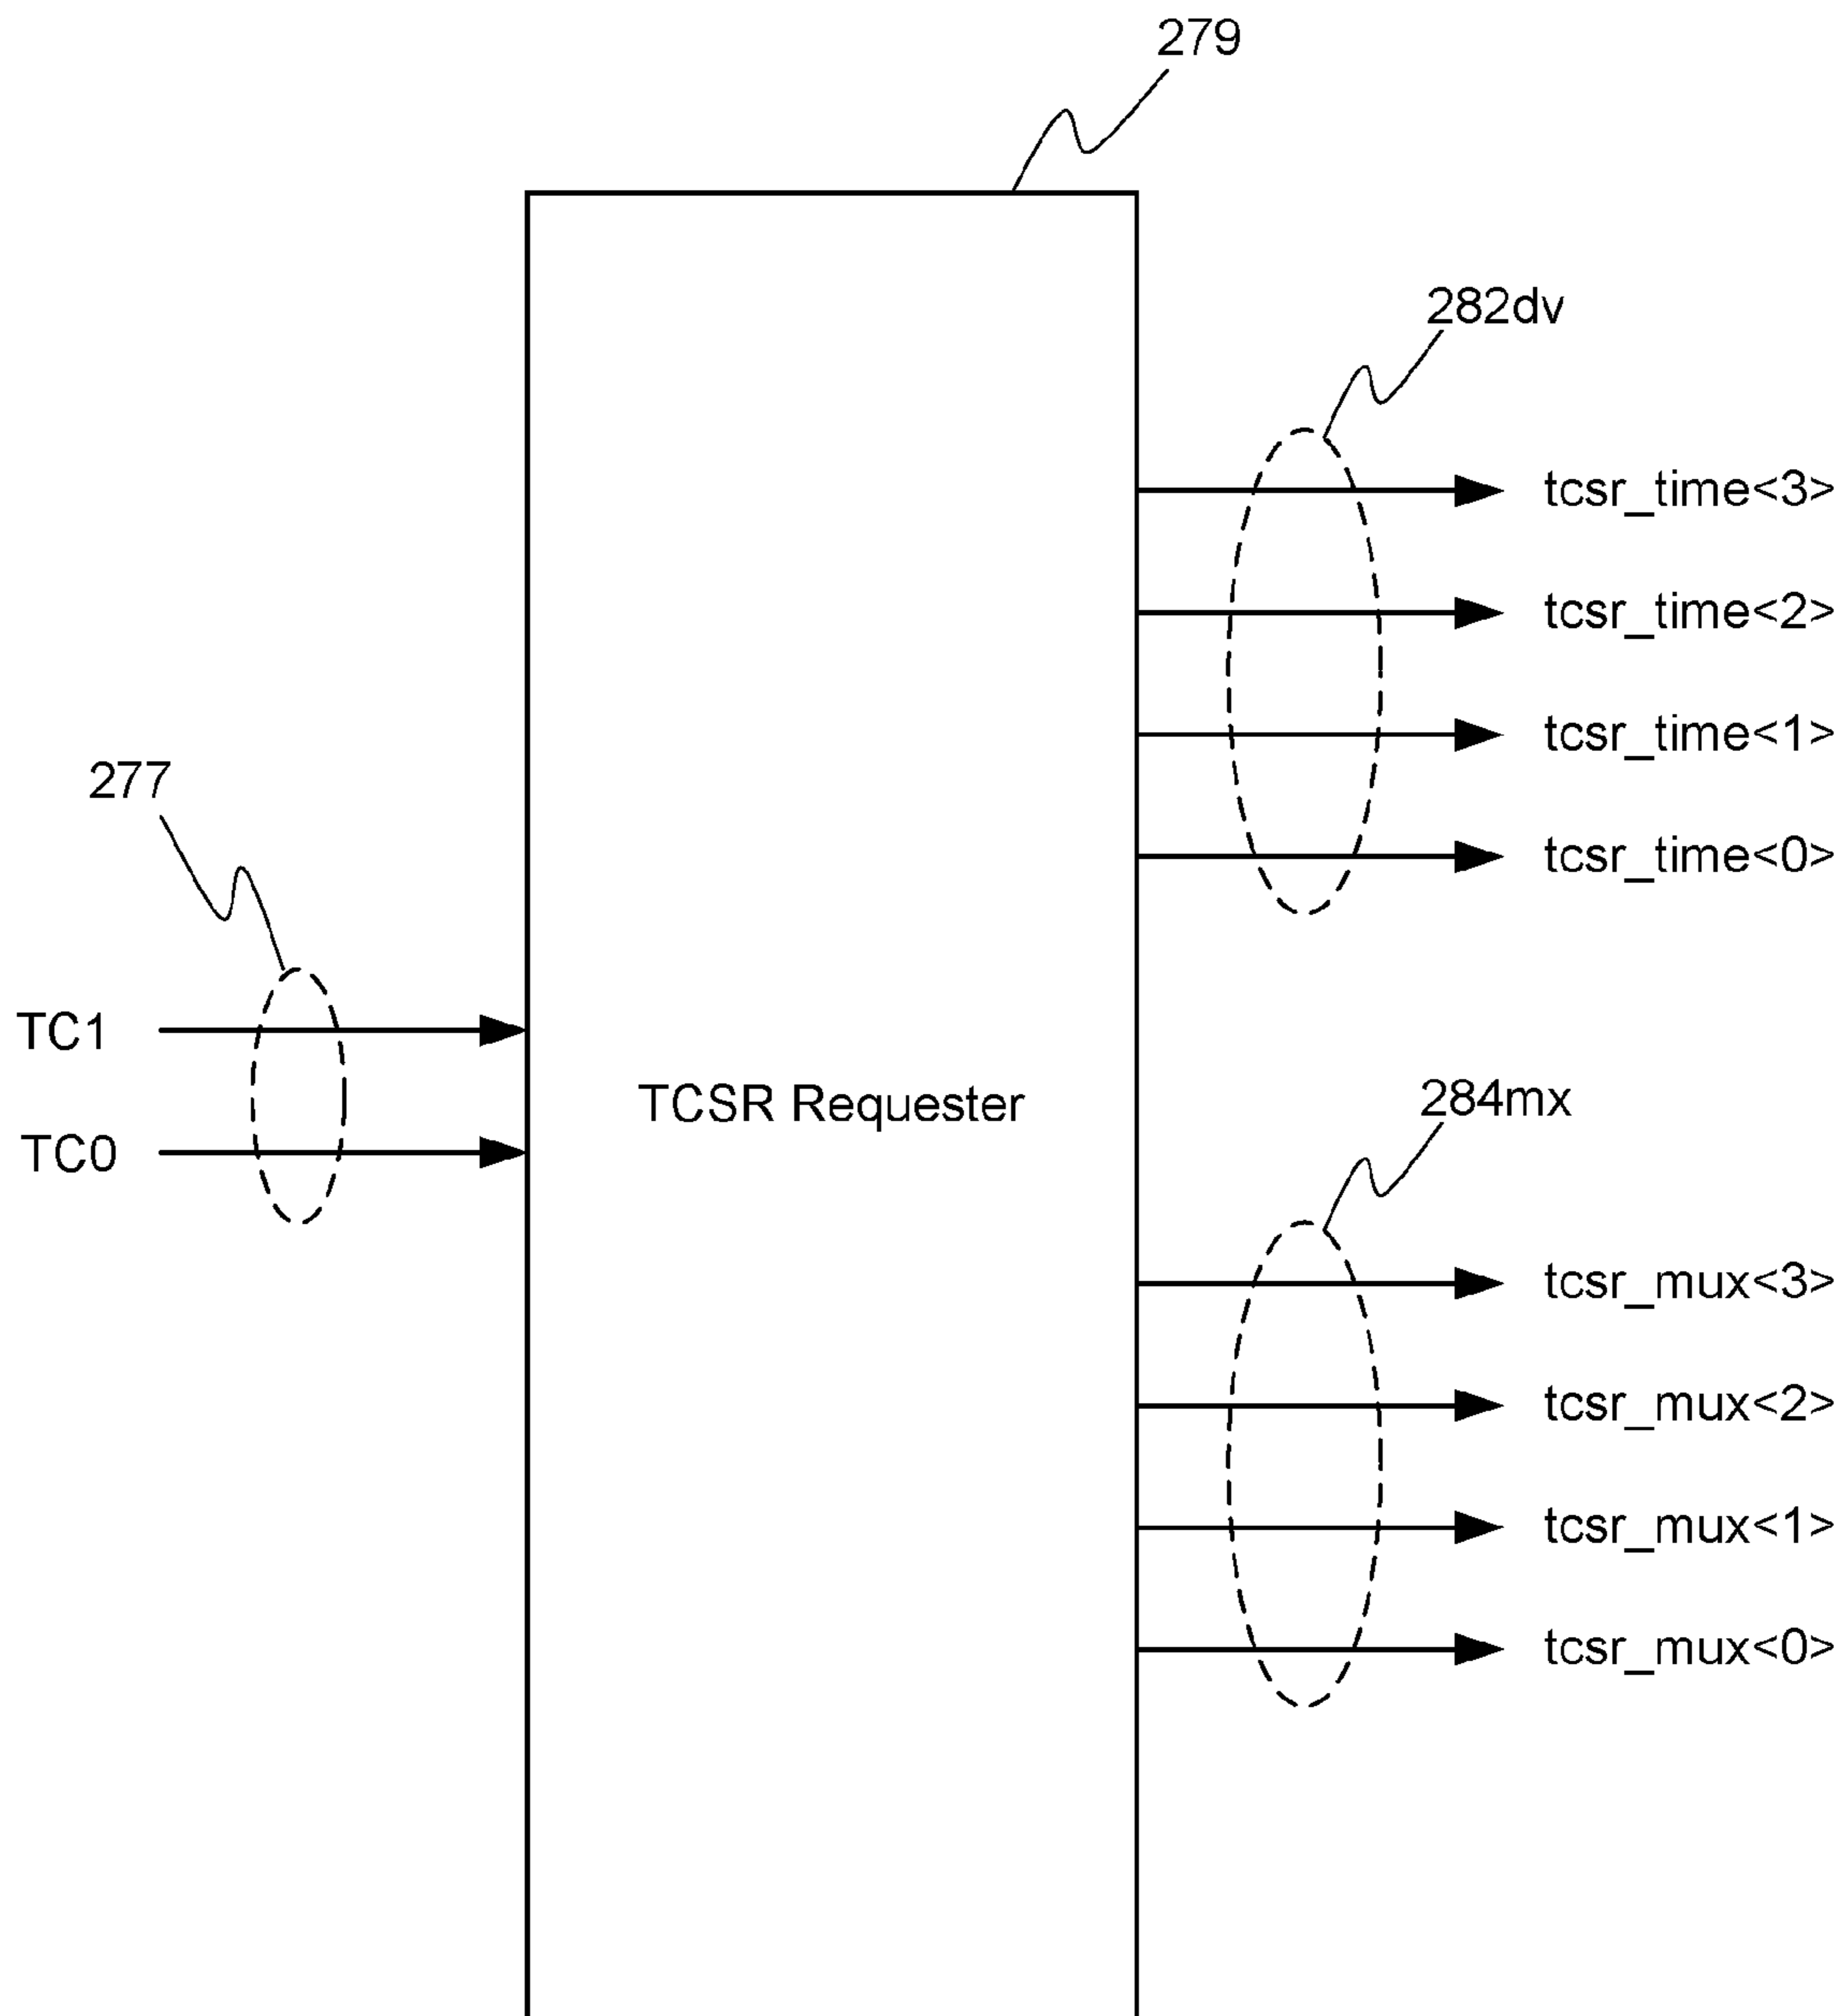 279
282dv
tcsr_time<3>
tcsr_time<2>
tcsr_time<1>
tcsr_time<0>
277
TC1
TC0
TCSR Requester
284mx
tcsr_mux<3>
tcsr_mux<2>
tcsr_mux<1>
tcsr_mux<0>